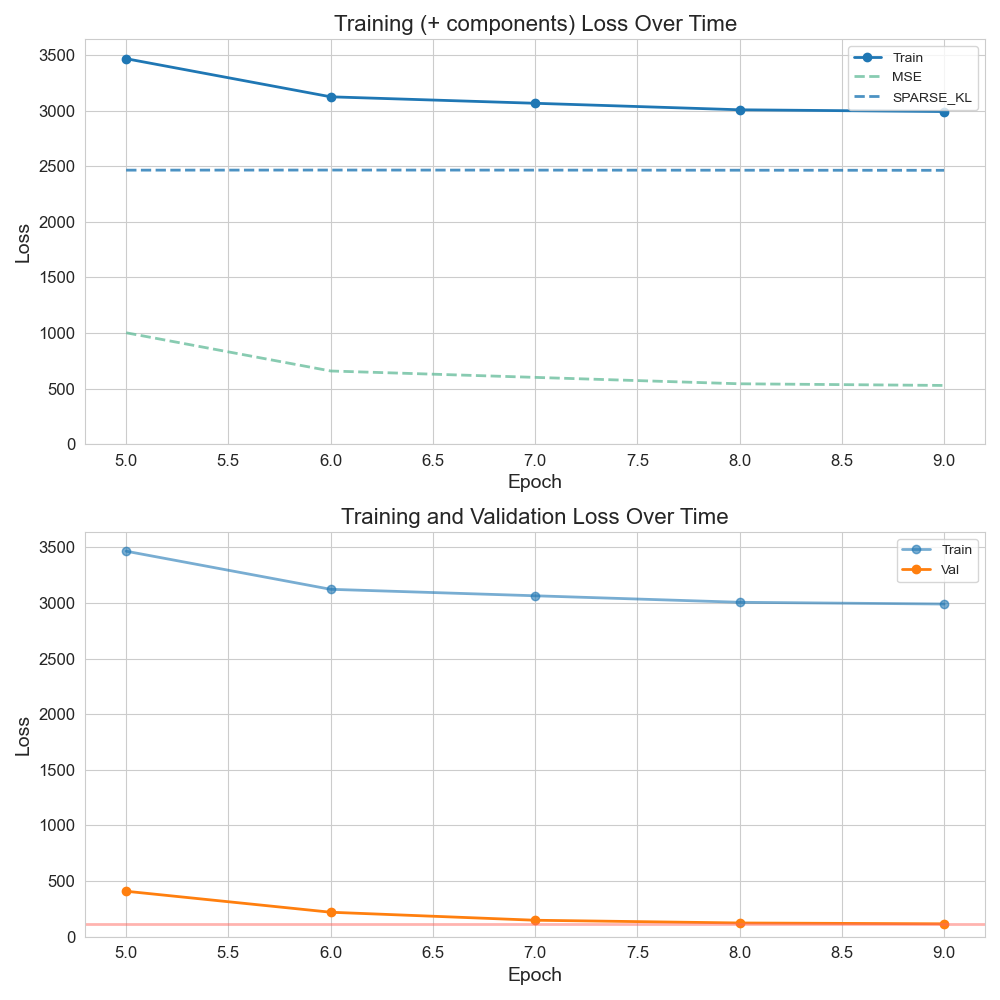 Training (+ components) Loss Over Time
Train
MSE
SPARSE_KL
3500
3000
2500
2000
1500
1000
500
0
Loss
5.0 5.5 6.0 6.5 7.0 7.5 8.0 8.5 9.0
Epoch
Training and Validation Loss Over Time
Train
Val
3500
3000
2500
2000
1500
1000
500
0
Loss
5.0 5.5 6.0 6.5 7.0 7.5 8.0 8.5 9.0
Epoch